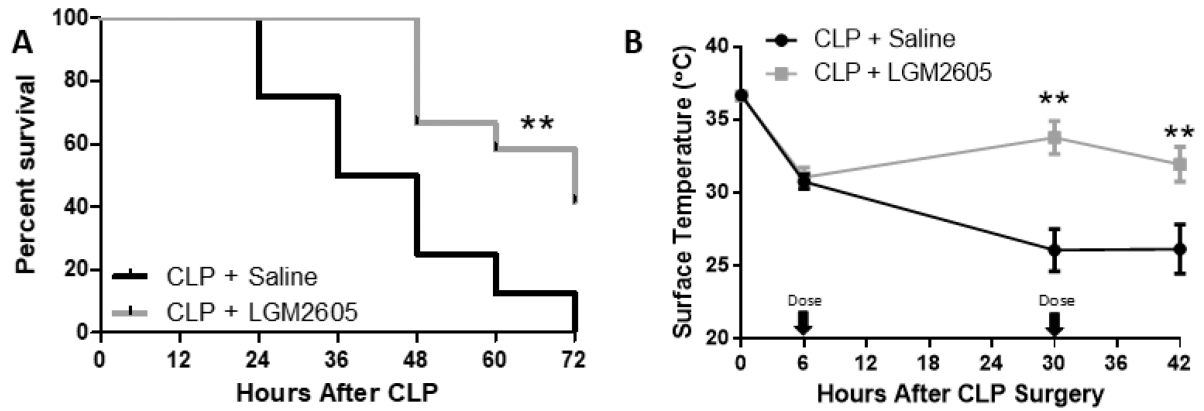 A
Percent survival
100
80
60
40
20
0
**
CLP + Saline
CLP + LGM2605
0 12 24 36 48 60 72
Hours After CLP
B
Surface Temperature (°C)
40
35
30
25
20
CLP + Saline
CLP + LGM2605
**
**
Dose
Dose
0 6 12 18 24 30 36 42
Hours After CLP Surgery